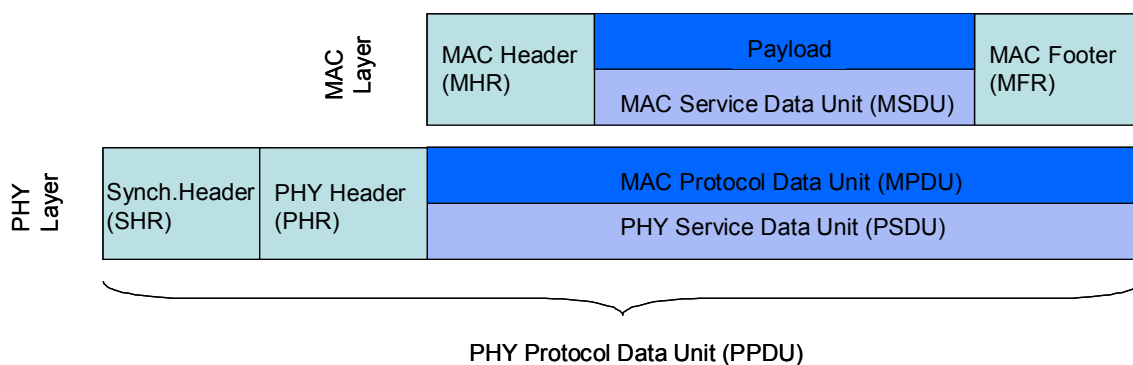 MAC
Layer
MAC Header
(MHR)
Payload
MAC Service Data Unit (MSDU)
MAC Footer
(MFR)
PHY
Layer
Synch.Header
(SHR)
PHY Header
(PHR)
MAC Protocol Data Unit (MPDU)
PHY Service Data Unit (PSDU)
PHY Protocol Data Unit (PPDU)